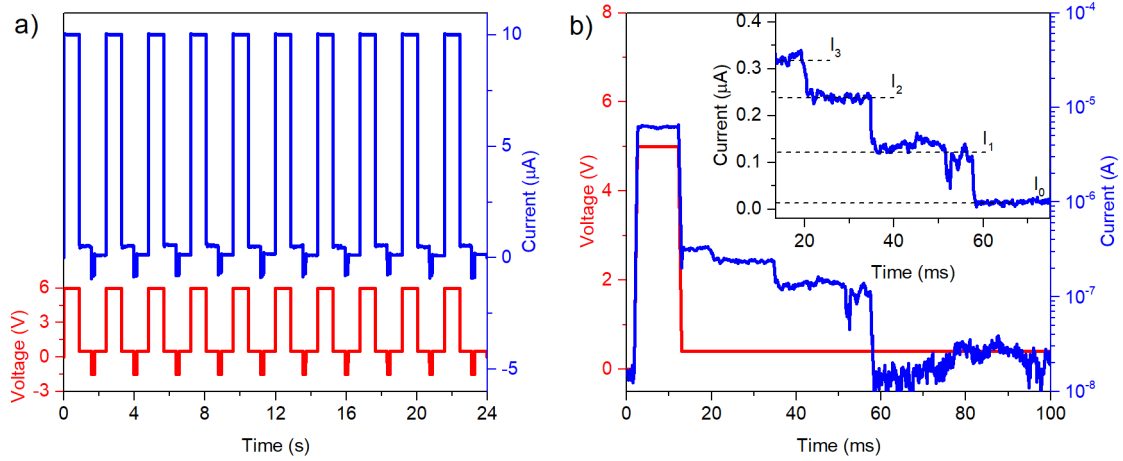 a)
10
5
0
-5
Current (µA)
6
3
0
-3
Voltage (V)
0 4 8 12 16 20 24
Time (s)
b)
8
6
4
2
0
Voltage (V)
10⁻⁴
10⁻⁵
10⁻⁶
10⁻⁷
10⁻⁸
Current (A)
0 20 40 60 80 100
Time (ms)
0.4
0.3
0.2
0.1
0.0
Current (µA)
I₃
I₂
I₁
I₀
20 40 60
Time (ms)